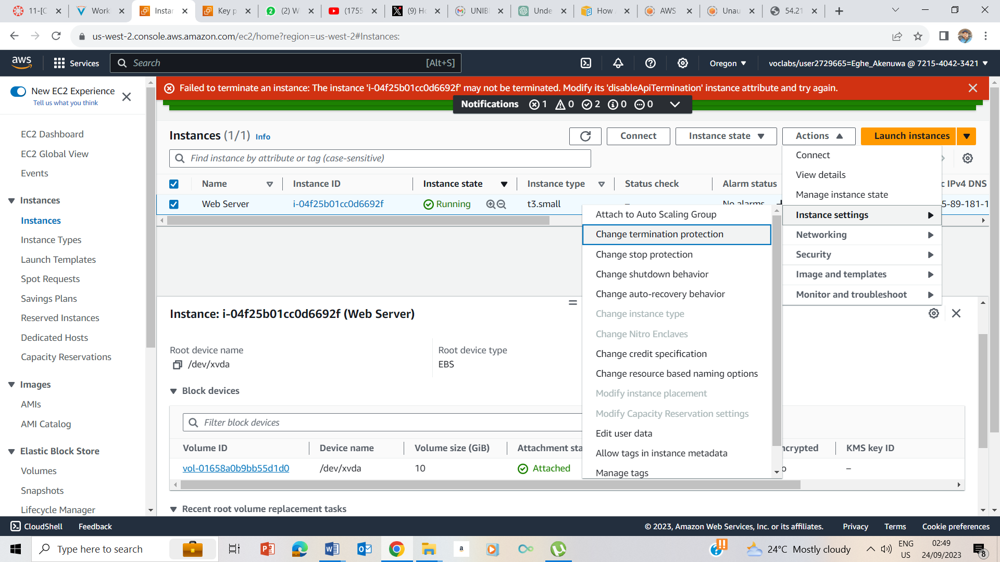 11-[C
Work
Instan
Key p
(2) W
(1755
(9) Ho
UNIBE
Unde
How
AWS
Unau
54.21
us-west-2.console.aws.amazon.com/ec2/home?region=us-west-2#Instances:
aws
Services
Search
[Alt+S]
Oregon
voclabs/user2729665=Eghe_Akenuwa @ 7215-4042-3421
New EC2 Experience
Tell us what you think
Failed to terminate an instance: The instance 'i-04f25b01cc0d6692f' may not be terminated. Modify its 'disableApiTermination' instance attribute and try again.
Notifications 1 0 2 0 0
EC2 Dashboard
EC2 Global View
Events
Instances
Instances
Instance Types
Launch Templates
Spot Requests
Savings Plans
Reserved Instances
Dedicated Hosts
Capacity Reservations
Images
AMIs
AMI Catalog
Elastic Block Store
Volumes
Snapshots
Lifecycle Manager
Instances (1/1) Info
Connect
Instance state
Actions
Launch instances
Find instance by attribute or tag (case-sensitive)
Name Instance ID Instance state Instance type Status check Alarm status c IPv4 DNS
Web Server i-04f25b01cc0d6692f Running t3.small – No alarms 5-89-181-1
Connect
View details
Manage instance state
Instance settings
Networking
Security
Image and templates
Monitor and troubleshoot
Attach to Auto Scaling Group
Change termination protection
Change stop protection
Change shutdown behavior
Change auto-recovery behavior
Change instance type
Change Nitro Enclaves
Change credit specification
Change resource based naming options
Modify instance placement
Modify Capacity Reservation settings
Edit user data
Allow tags in instance metadata
Manage tags
Instance: i-04f25b01cc0d6692f (Web Server)
Root device name
/dev/xvda
Root device type
EBS
Block devices
Filter block devices
Volume ID Device name Volume size (GiB) Attachment sta ncrypted KMS key ID
vol-01658a0b9bb55d1d0 /dev/xvda 10 Attached o –
Recent root volume replacement tasks
CloudShell
Feedback
© 2023, Amazon Web Services, Inc. or its affiliates.
Privacy
Terms
Cookie preferences
Type here to search
a
24°C Mostly cloudy
ENG
US
02:49
24/09/2023
8